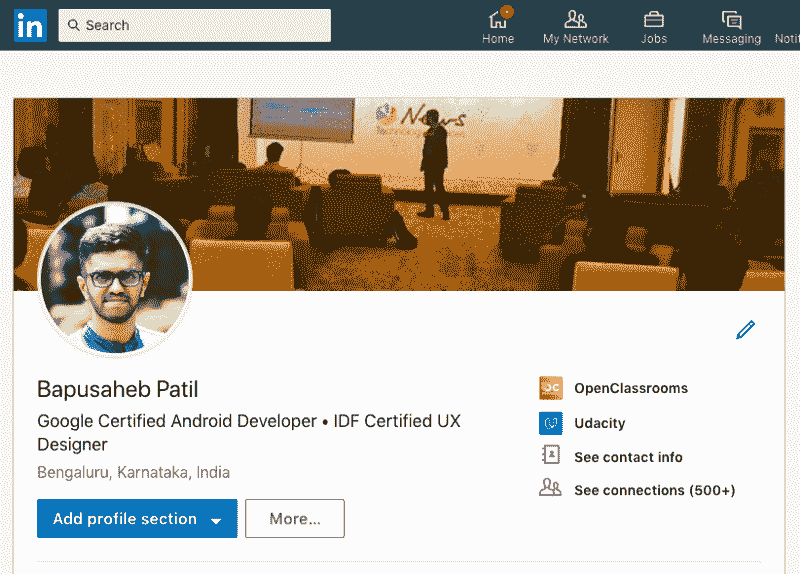 in
Search
Home
My Network
Jobs
Messaging
Noti
News
Bapusaheb Patil
Google Certified Android Developer • IDF Certified UX
Designer
Bengaluru, Karnataka, India
Add profile section
More...
OpenClassrooms
Udacity
See contact info
See connections (500+)